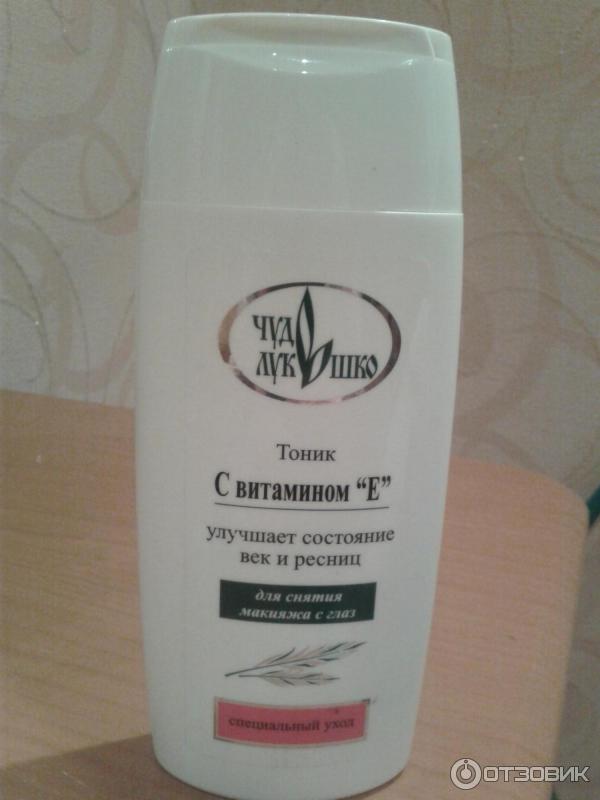 ЧУДО
ЛУКОШКО
Тоник
С витамином “Е”
улучшает состояние
век и ресниц
для снятия
макияжа с глаз
специальный уход
ОТЗОВИК